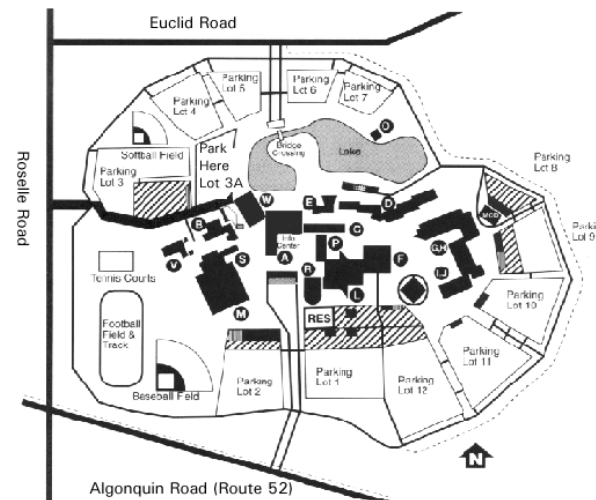 Euclid Road
Parking
Lot 5
Parking
Lot 6
Parking
Lot 7
Parking
Lot 4
Park
Here
Lot 3A
Softball Field
Bridge
Crossing
Lake
O
Parking
Lot 8
Parking
Lot 3
Roselle Road
W
E
D
MCD
B
G
Parking
Lot 9
Info
Center
P
G,H
V
S
A
F
R
I,J
Tennis Courts
L
M
Parking
Lot 10
RES
Football
Field &
Track
Parking
Lot 11
Parking
Lot 2
Parking
Lot 1
Parking
Lot 12
Baseball Field
N
Algonquin Road (Route 52)